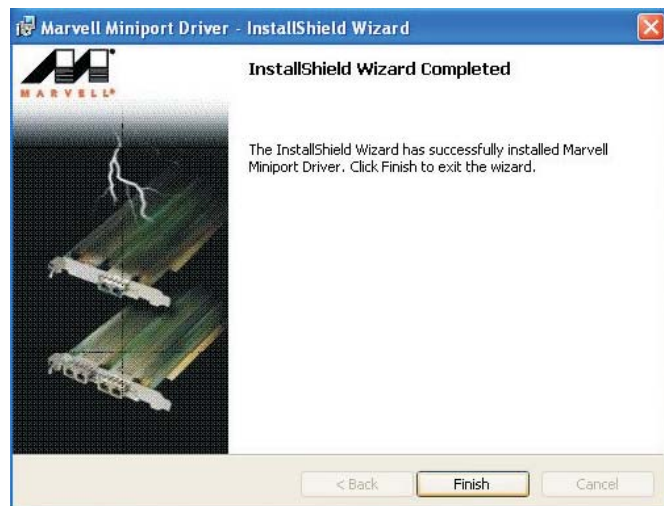 Marvell Miniport Driver - InstallShield Wizard
MARVELL®
InstallShield Wizard Completed
The InstallShield Wizard has successfully installed Marvell
Miniport Driver. Click Finish to exit the wizard.
< Back
Finish
Cancel